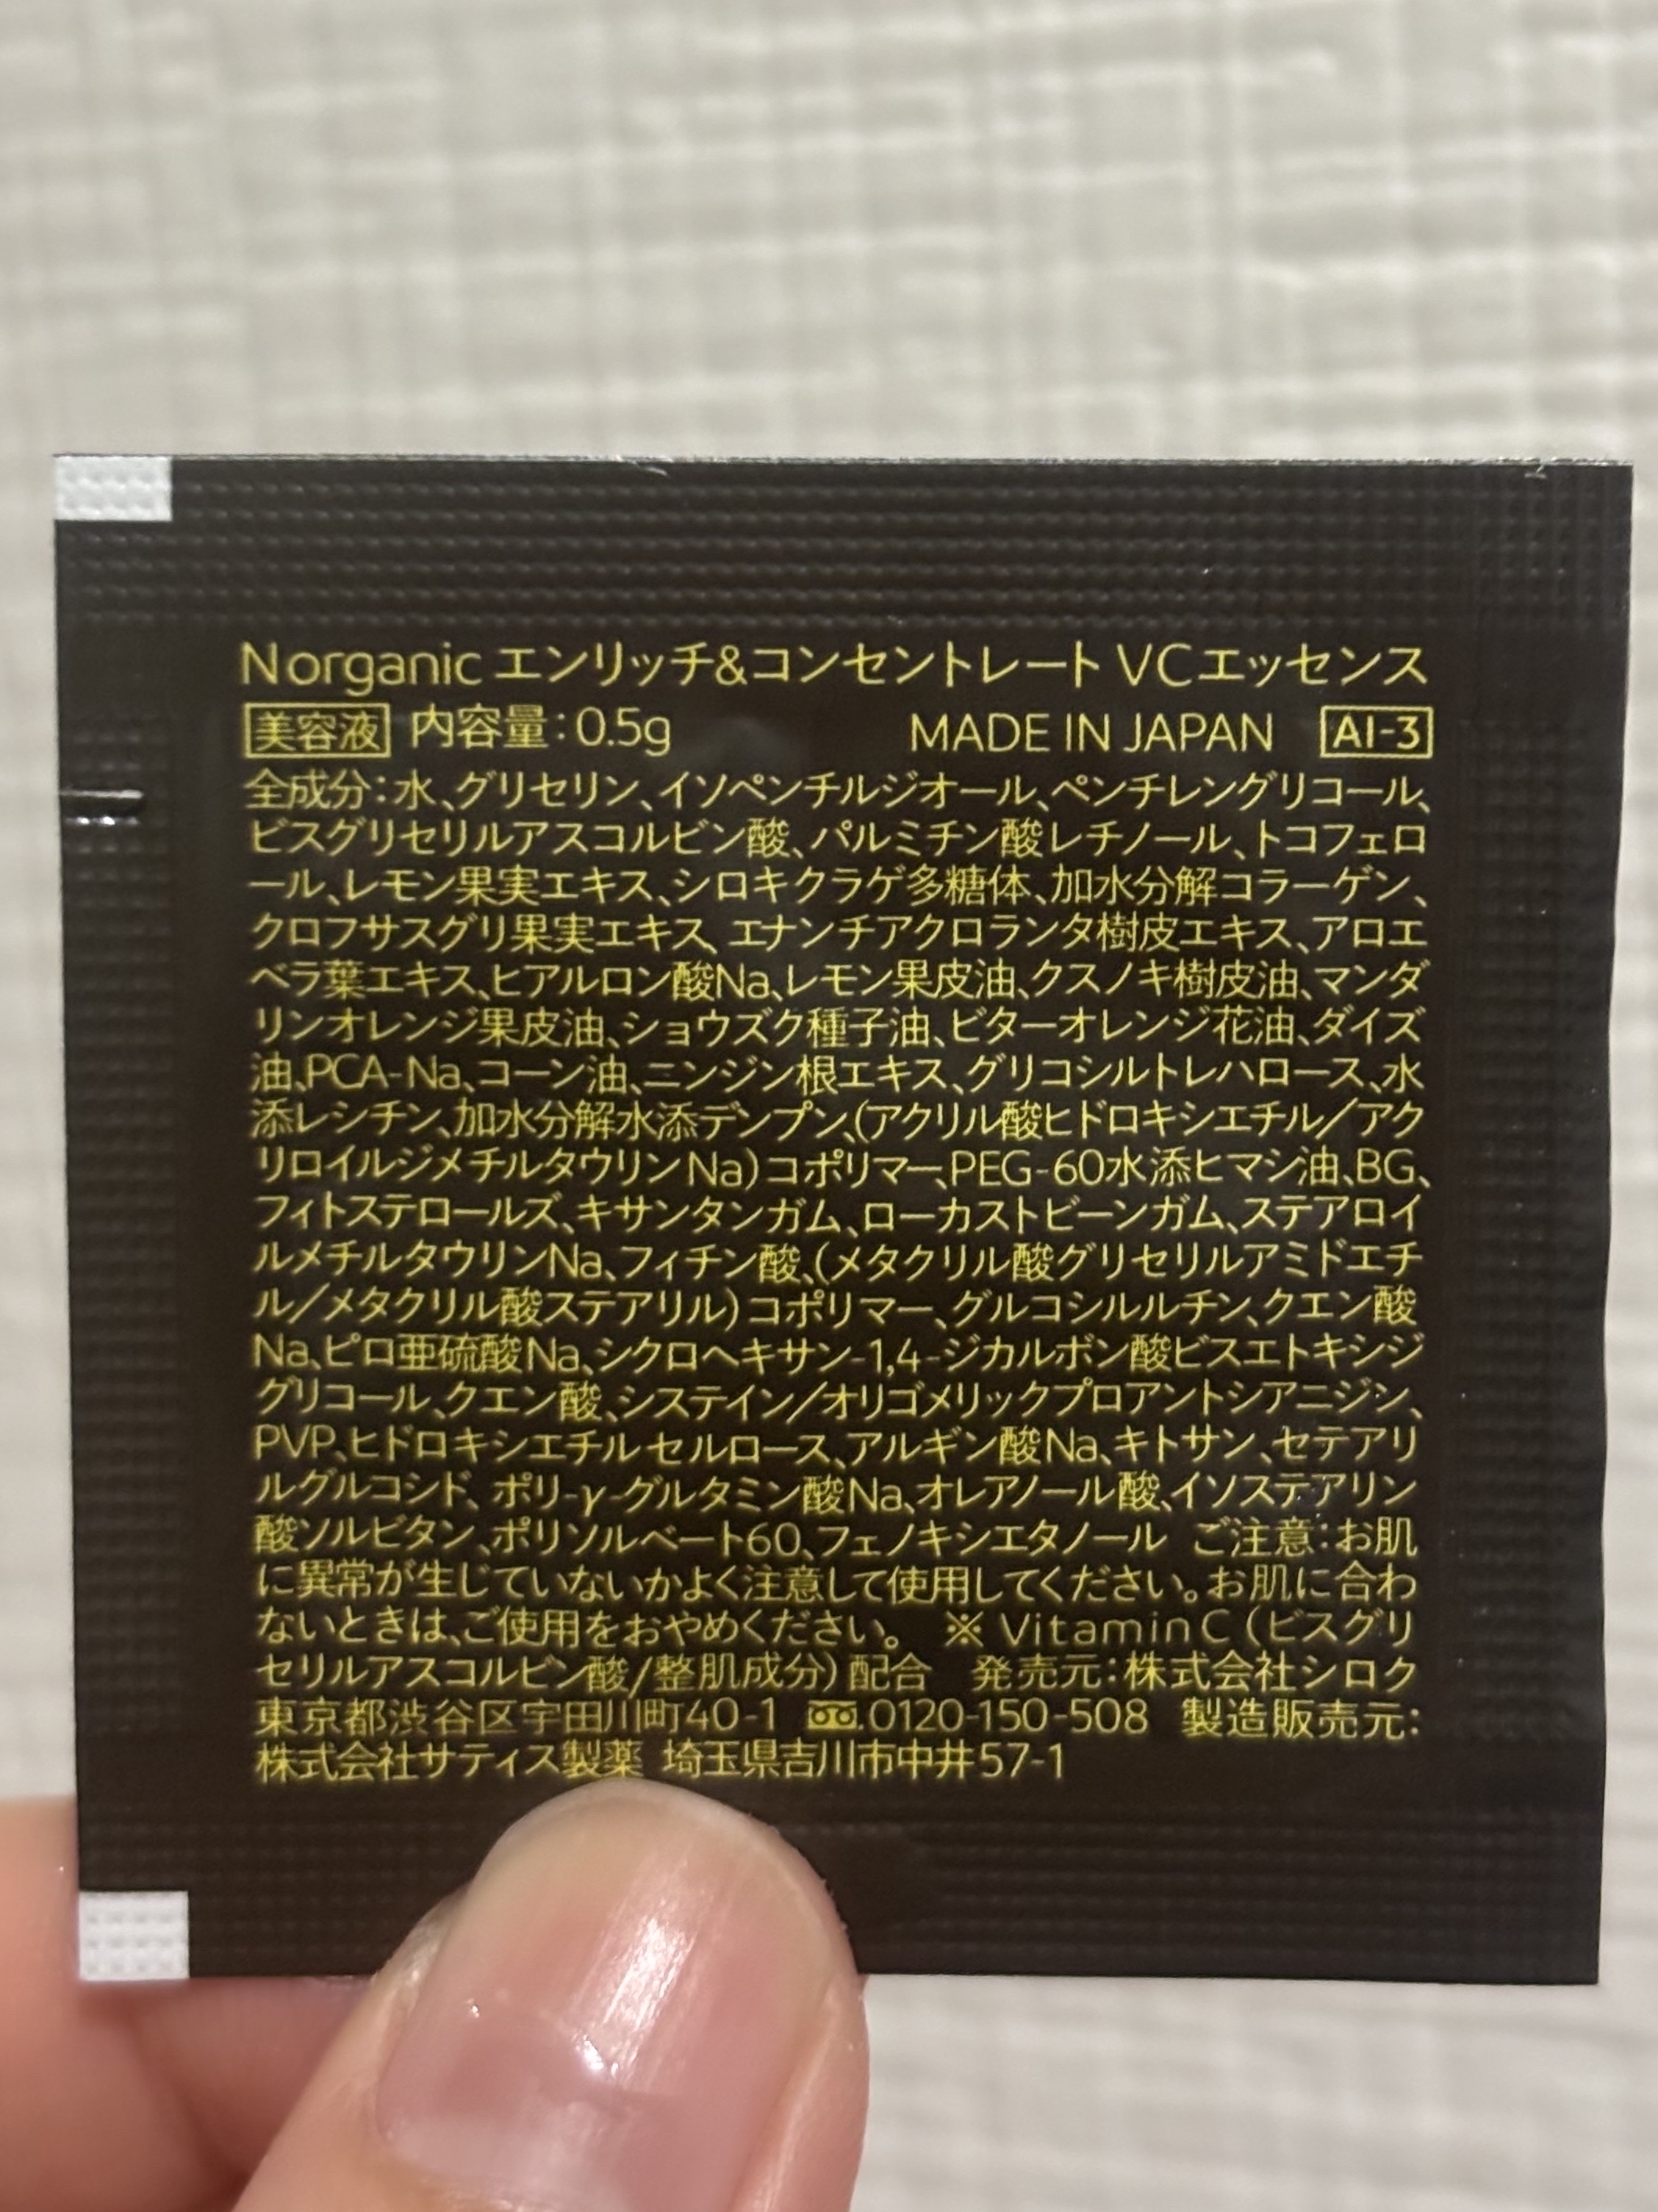 Norganic エンリッチ&コンセントレート VCエッセンス
美容液 内容量:0.5g MADE IN JAPAN AI-3
全成分:水、グリセリン、イソペンチルジオール、ペンチレングリコール、
ビスグリセリルアスコルビン酸、パルミチン酸レチノール、トコフェロ
ール、レモン果実エキス、シロキクラゲ多糖体、加水分解コラーゲン、
クロフサスグリ果実エキス、エナンチアクロランタ樹皮エキス、アロエ
ベラ葉エキス、ヒアルロン酸Na、レモン果皮油、クスノキ樹皮油、マンダ
リンオレンジ果皮油、ショウズク種子油、ビターオレンジ花油、ダイズ
油、PCA-Na、コーン油、ニンジン根エキス、グリコシルトレハロース、水
添レシチン、加水分解水添デンプン、(アクリル酸ヒドロキシエチル/アク
リロイルジメチルタウリンNa)コポリマー、PEG-60水添ヒマシ油、BG、
フィトステロールズ、キサンタンガム、ローカストビーンガム、ステアロイ
ルメチルタウリンNa、フィチン酸、(メタクリル酸グリセリルアミドエチ
ル/メタクリル酸ステアリル)コポリマー、グルコシルルチン、クエン酸
Na、ピロ亜硫酸Na、シクロヘキサン-1,4-ジカルボン酸ビスエトキシジ
グリコール、クエン酸、システイン/オリゴメリックプロアントシアニジン、
PVP、ヒドロキシエチルセルロース、アルギン酸Na、キトサン、セテアリ
ルグルコシド、ポリ-γ-グルタミン酸Na、オレアノール酸、イソステアリン
酸ソルビタン、ポリソルベート60、フェノキシエタノール ご注意:お肌
に異常が生じていないかよく注意して使用してください。お肌に合わ
ないときは、ご使用をおやめください。 ※VitaminC(ビスグリ
セリルアスコルビン酸/整肌成分)配合 発売元:株式会社シロク
東京都渋谷区宇田川町40-1 0120-150-508 製造販売元:
株式会社サティス製薬 埼玉県吉川市中井57-1